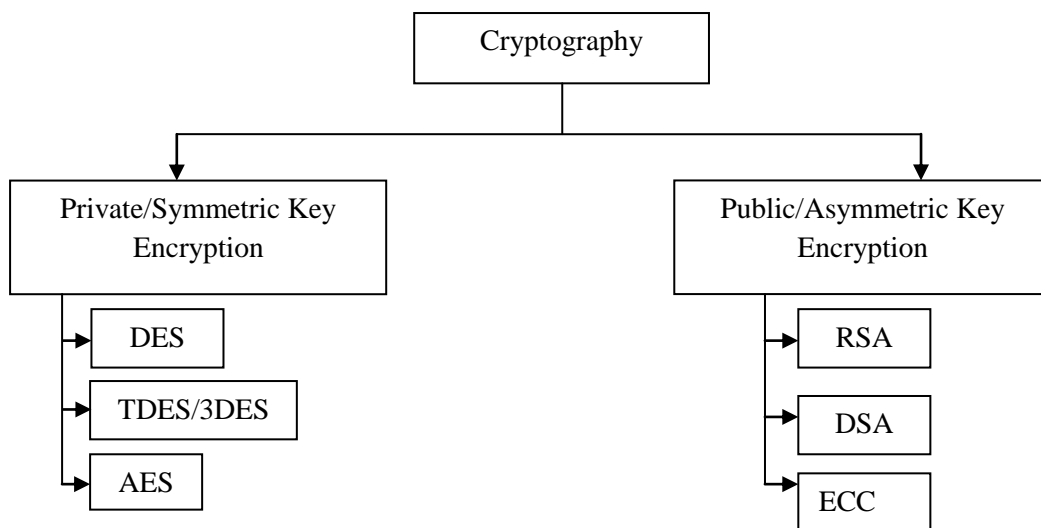 Cryptography
Private/Symmetric Key
Encryption
DES
TDES/3DES
AES
Public/Asymmetric Key
Encryption
RSA
DSA
ECC